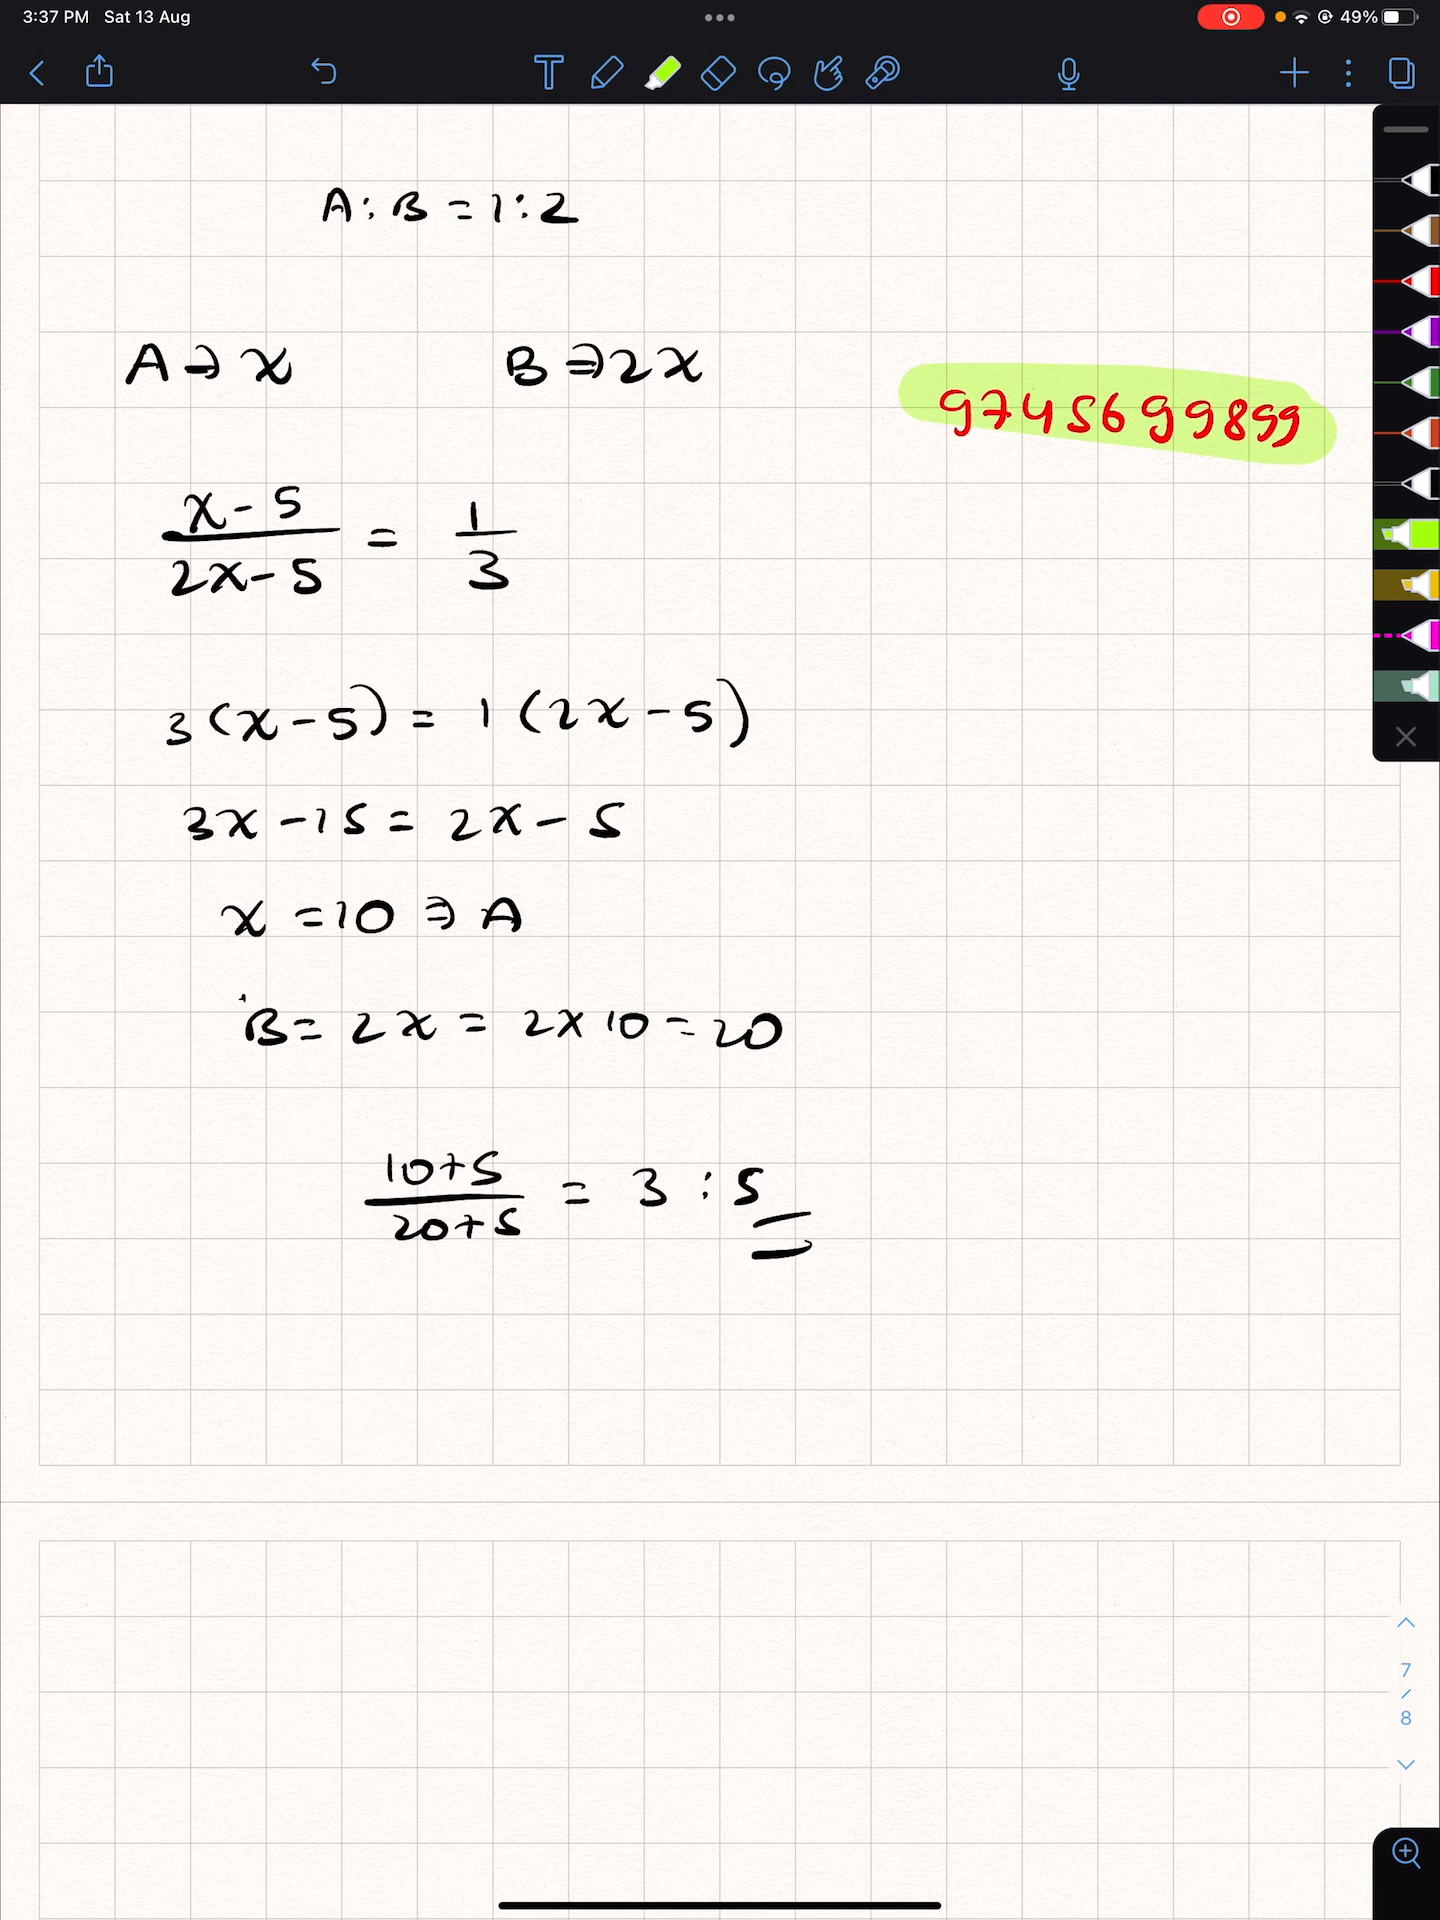 3:37 PM Sat 13 Aug
49%
A : B = 1 : 2
A ⇒ x B ⇒ 2x
9745699899
x - 5
2x - 5
=
1
3
3 (x - 5) = 1 (2x - 5)
3x - 15 = 2x - 5
x = 10 ⇒ A
B = 2x = 2 x 10 = 20
10+5
20+5
= 3 : 5
7
/
8